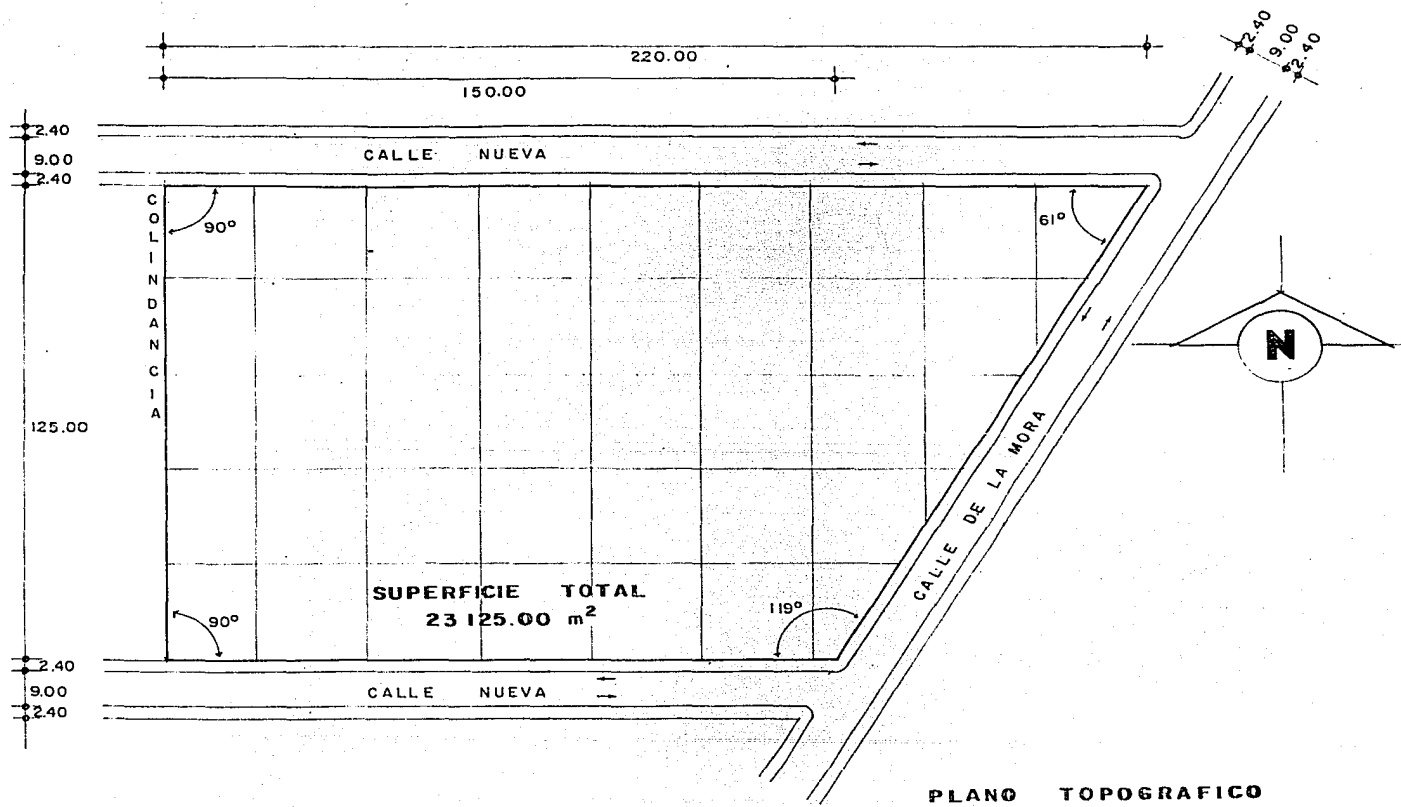 220.00
150.00
2.40
9.00
2.40
2.40
9.00
2.40
CALLE NUEVA
COLINDANCIA
90°
61°
N
125.00
CALLE DE LA MORA
SUPERFICIE TOTAL
23 125.00 m²
90°
119°
2.40
9.00
2.40
CALLE NUEVA
PLANO TOPOGRAFICO